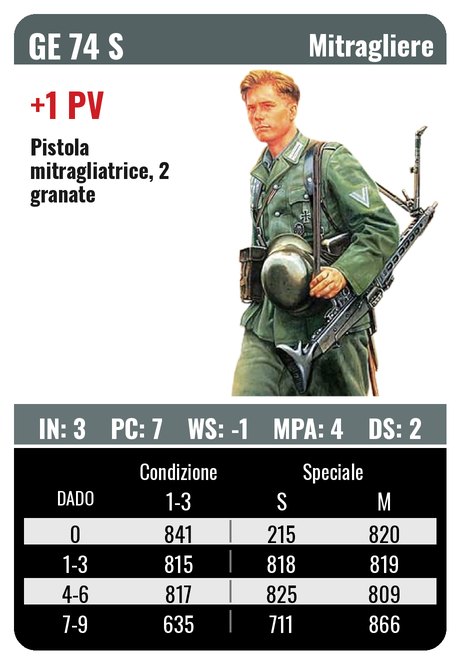 GE 74 S Mitragliere
+1 PV
Pistola
mitragliatrice, 2
granate
IN: 3 PC: 7 WS: -1 MPA: 4 DS: 2
Condizione Speciale
DADO 1-3 S M
0 841 215 820
1-3 815 818 819
4-6 817 825 809
7-9 635 711 866